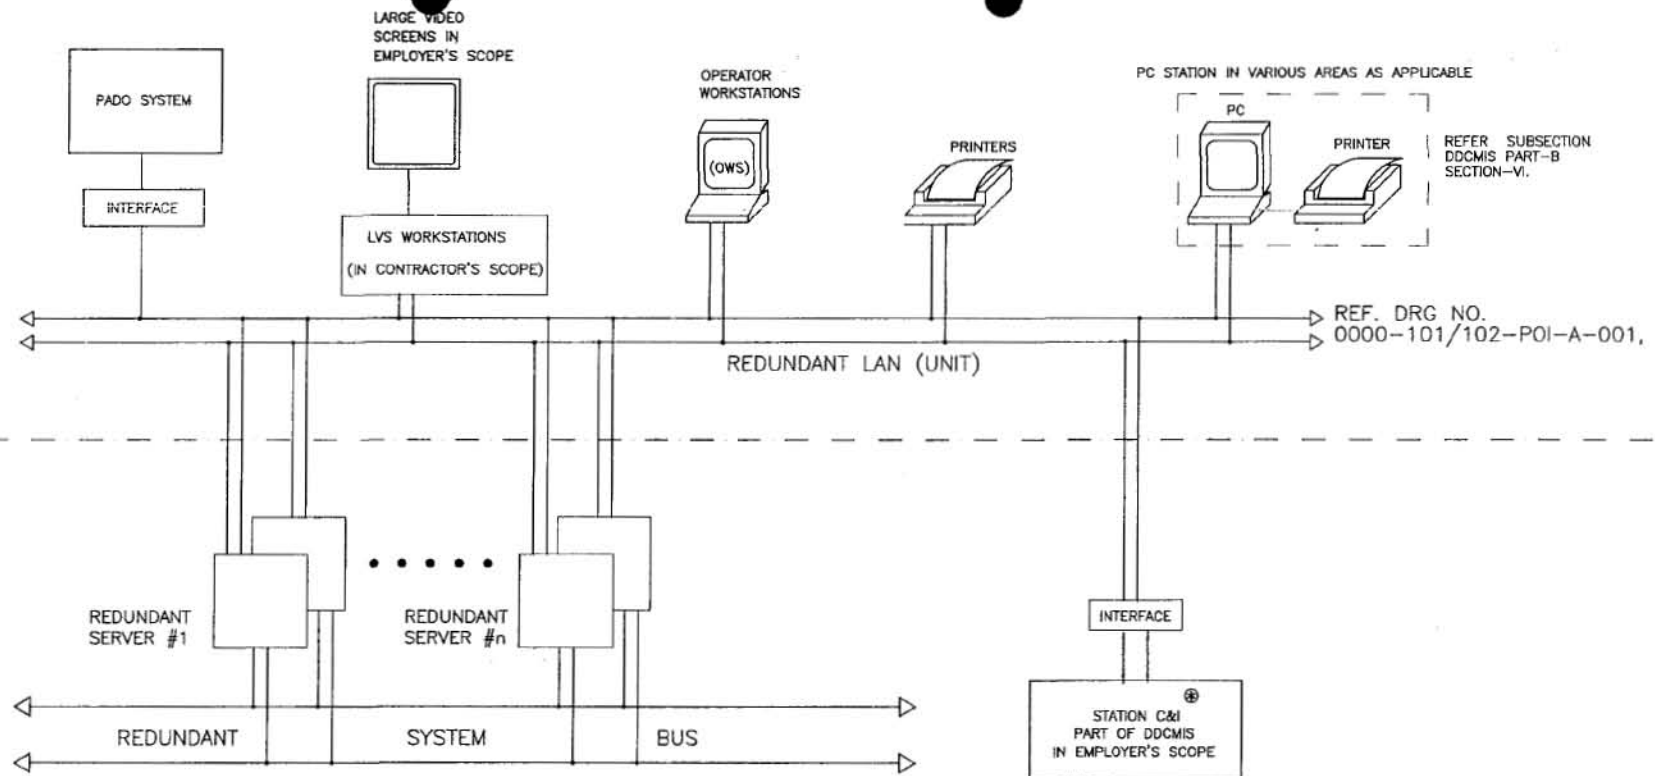 LARGE VIDEO
SCREENS IN
EMPLOYER'S SCOPE
PADO SYSTEM
INTERFACE
LVS WORKSTATIONS
(IN CONTRACTOR'S SCOPE)
OPERATOR
WORKSTATIONS
(OWS)
PRINTERS
PC STATION IN VARIOUS AREAS AS APPLICABLE
PC
PRINTER
REFER SUBSECTION
DDCMIS PART-B
SECTION-VI.
REF. DRG NO.
0000-101/102-POI-A-001,
REDUNDANT LAN (UNIT)
REDUNDANT
SERVER #1
REDUNDANT
SERVER #n
INTERFACE
STATION C&I
PART OF DDCMIS
IN EMPLOYER'S SCOPE
REDUNDANT SYSTEM BUS